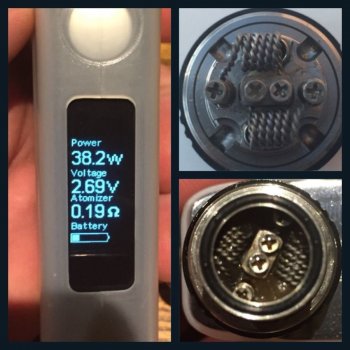 Power
38.2W
Voltage
2.69V
Atomizer
0.19Ω
Battery